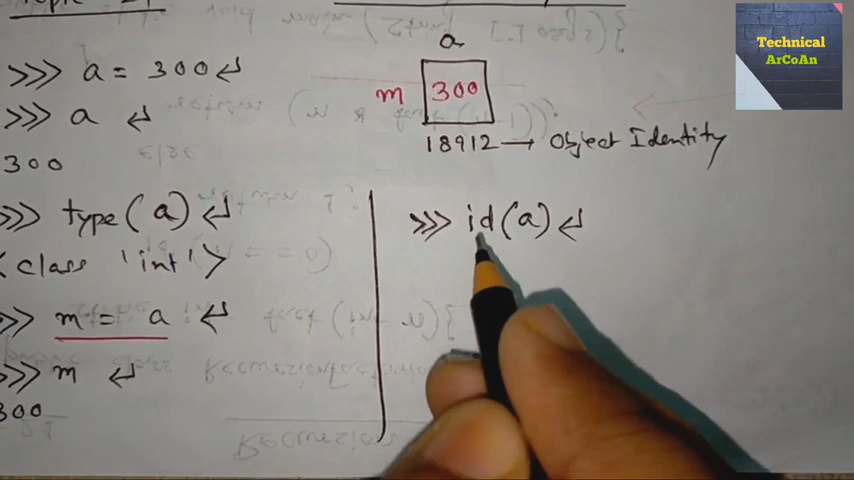 >>> a = 300↵
>>> a ↵
300
>>> type(a)↵
<class 'int'>
>>> m = a ↵
>>> m ↵
300
a
m 300
18912 → Object Identity
>>> id(a)↵
Technical
ArCoAn